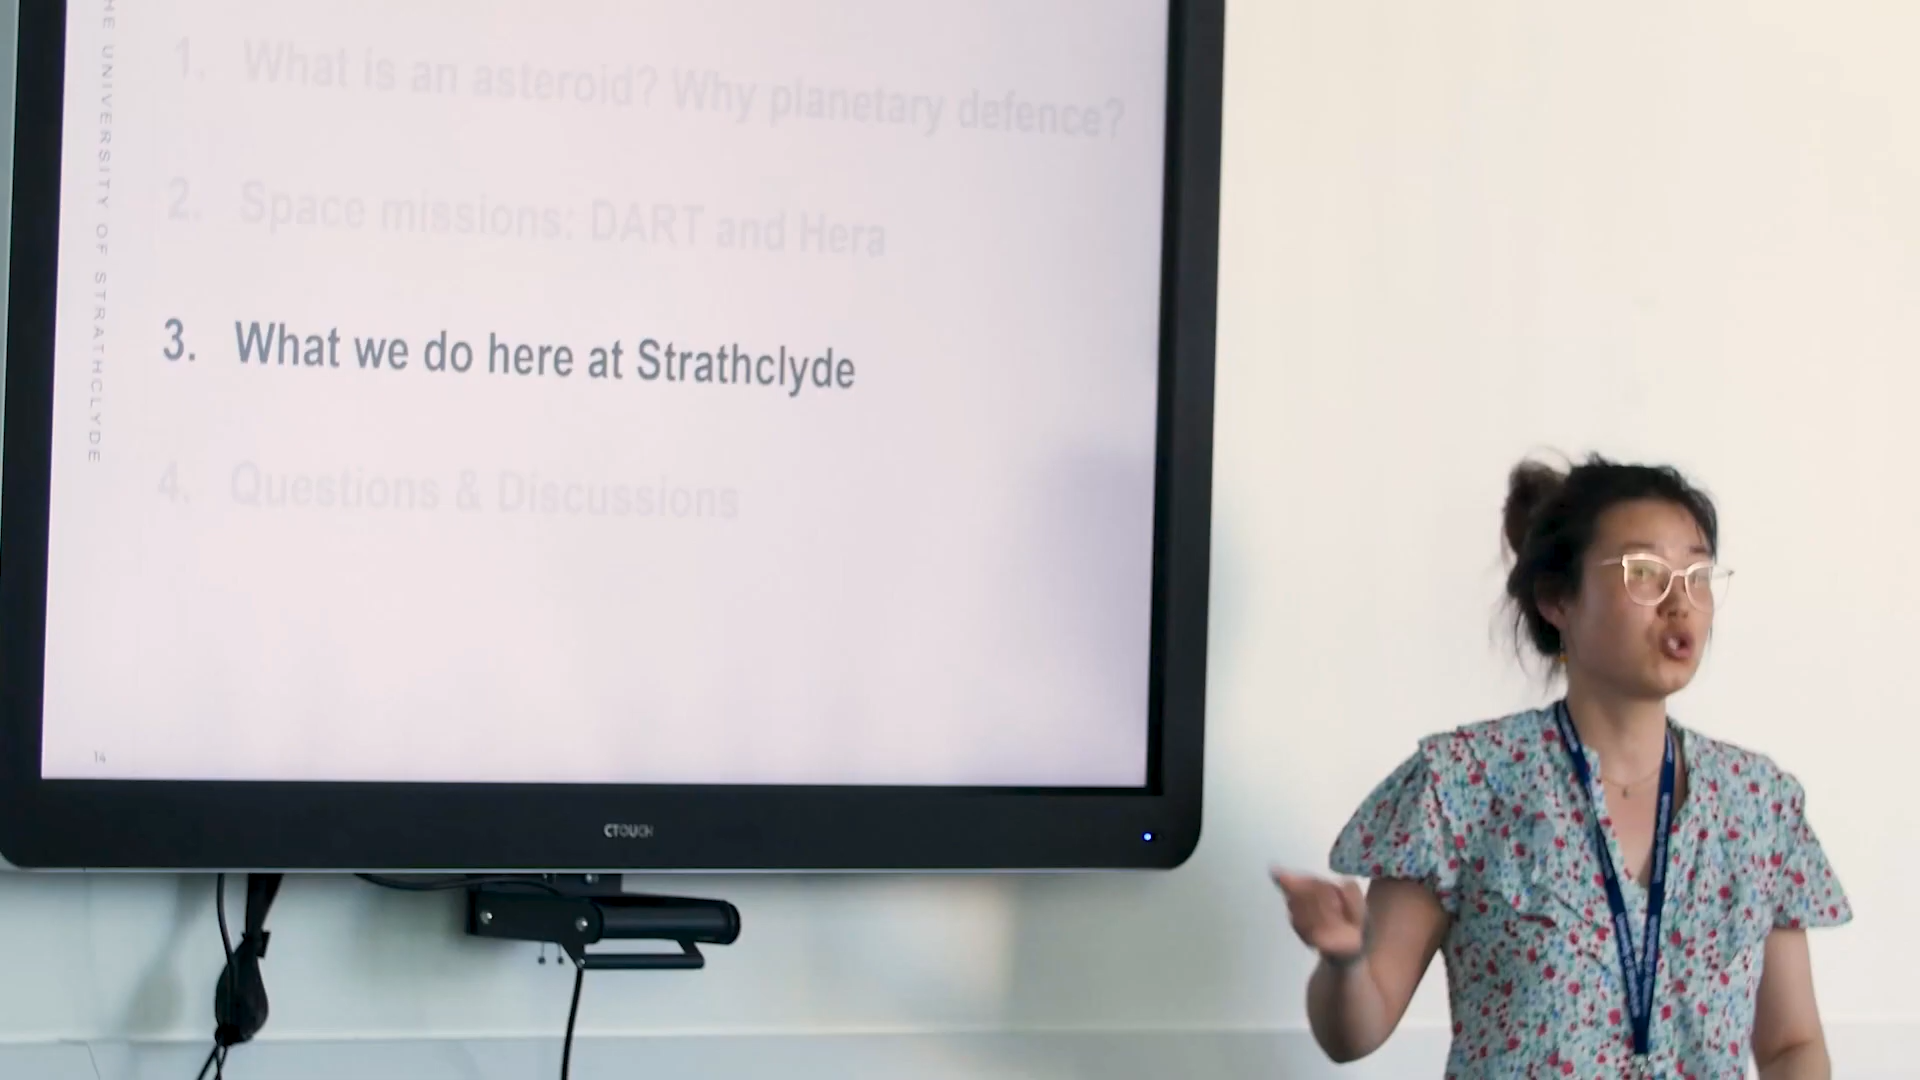 HE UNIVERSITY OF STRATHCLYDE
1. What is an asteroid? Why planetary defence?
2. Space missions: DART and Hera
3. What we do here at Strathclyde
4. Questions & Discussions
14
CTOUCH